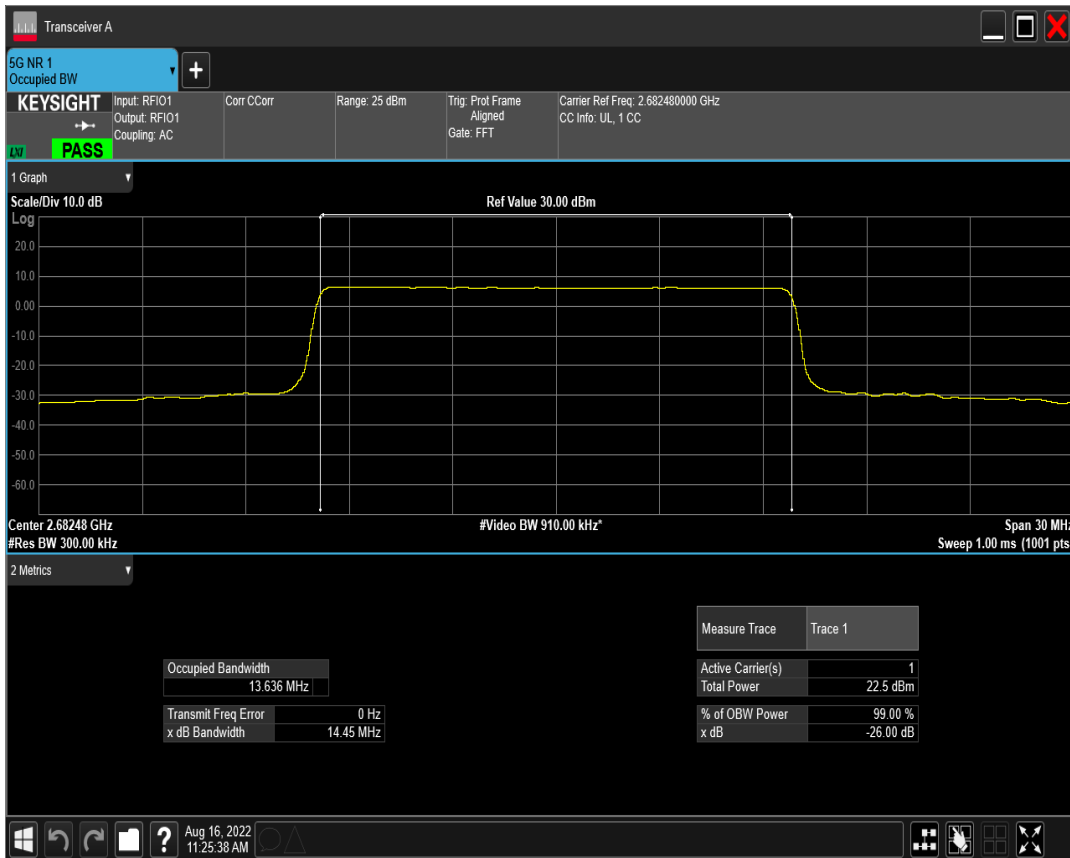 Transceiver A
5G NR 1
Occupied BW
+
KEYSIGHT
LXI
PASS
Input: RFIO1
Output: RFIO1
Coupling: AC
Corr CCorr
Range: 25 dBm
Trig: Prot Frame
Aligned
Gate: FFT
Carrier Ref Freq: 2.682480000 GHz
CC Info: UL, 1 CC
1 Graph
Scale/Div 10.0 dB
Ref Value 30.00 dBm
Log
20.0
10.0
0.00
-10.0
-20.0
-30.0
-40.0
-50.0
-60.0
Center 2.68248 GHz
#Video BW 910.00 kHz*
Span 30 MHz
#Res BW 300.00 kHz
Sweep 1.00 ms (1001 pts
2 Metrics
Measure Trace Trace 1
Occupied Bandwidth
13.636 MHz
Active Carrier(s) 1
Total Power 22.5 dBm
Transmit Freq Error 0 Hz
x dB Bandwidth 14.45 MHz
% of OBW Power 99.00 %
x dB -26.00 dB
?
Aug 16, 2022
11:25:38 AM